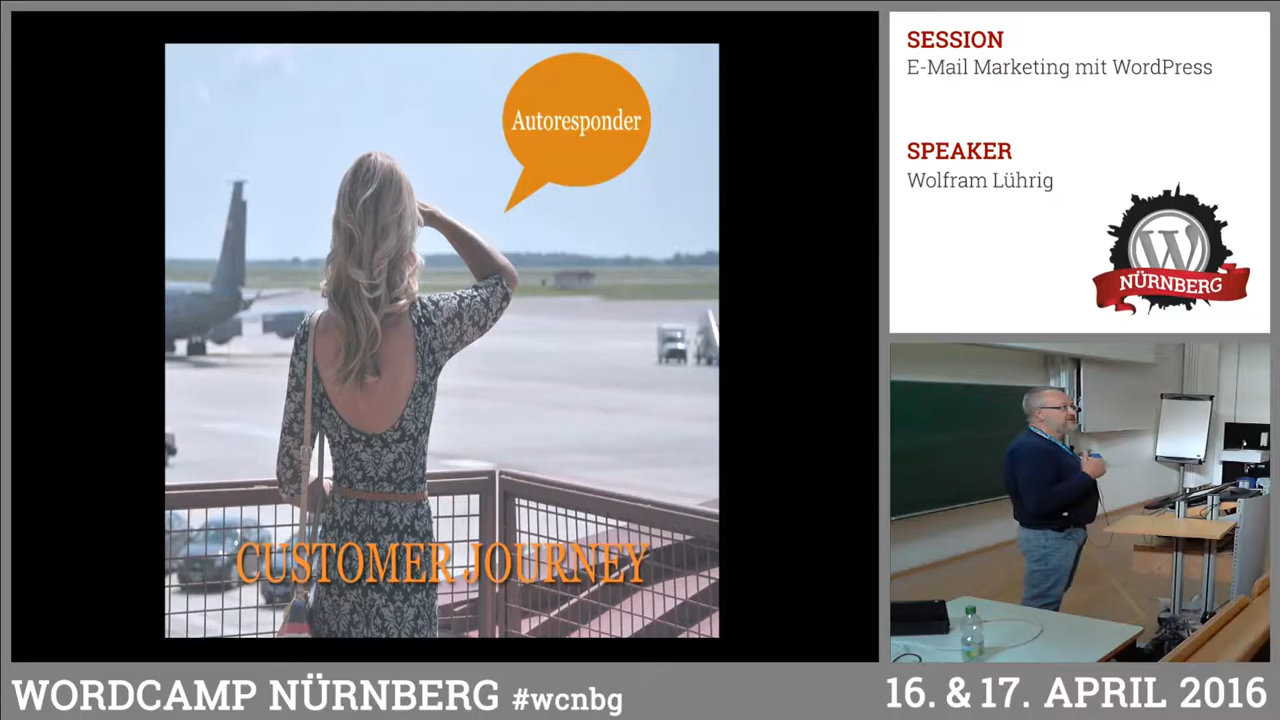 Autoresponder
CUSTOMER JOURNEY
SESSION
E-Mail Marketing mit WordPress
SPEAKER
Wolfram Lührig
W
NÜRNBERG
WORDCAMP NÜRNBERG #wcnbg
16. & 17. APRIL 2016